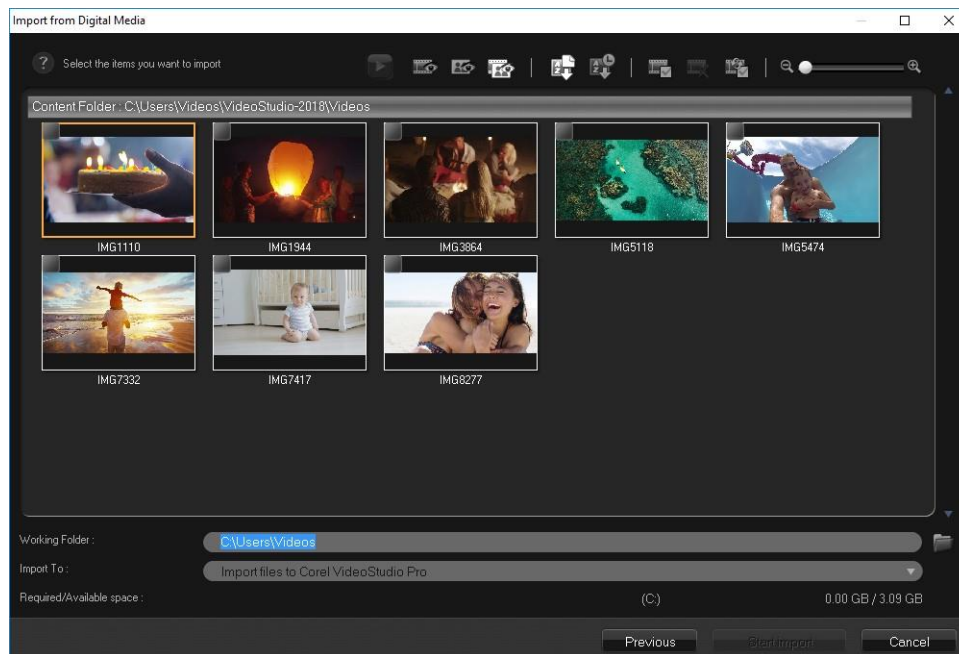 Import from Digital Media
? Select the items you want to import
Content Folder : C:\Users\Videos\VideoStudio-2018\Videos
IMG1110 IMG1944 IMG3864 IMG5118 IMG5474
IMG7332 IMG7417 IMG8277
Working Folder :
C:\Users\Videos
Import To :
Import files to Corel VideoStudio Pro
Required/Available space :
(C:)
0.00 GB / 3.09 GB
Previous Start import Cancel